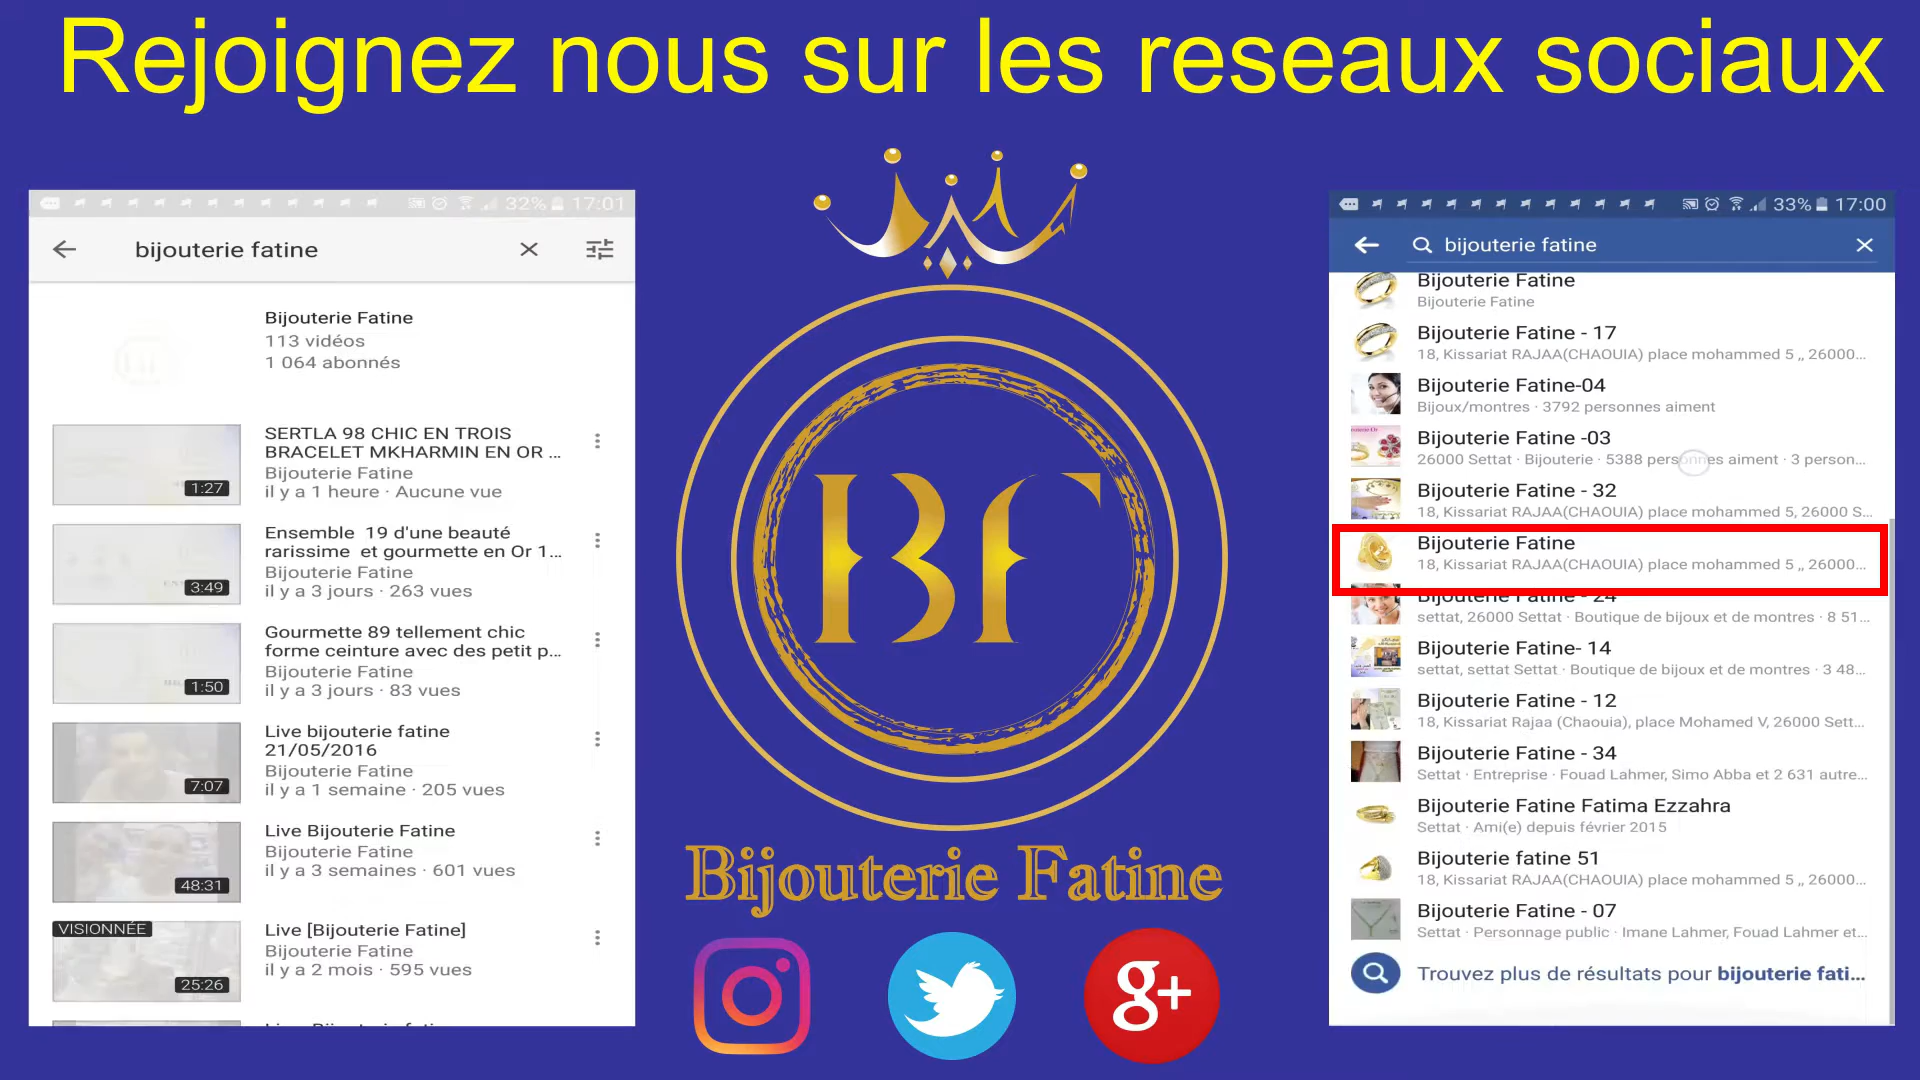 Rejoignez nous sur les reseaux sociaux
32% 17:01
bijouterie fatine
Bijouterie Fatine
113 vidéos
1 064 abonnés
SERTLA 98 CHIC EN TROIS
BRACELET MKHARMIN EN OR ...
Bijouterie Fatine
il y a 1 heure · Aucune vue
1:27
Ensemble 19 d'une beauté
rarissime et gourmette en Or 1...
Bijouterie Fatine
il y a 3 jours · 263 vues
3:49
Gourmette 89 tellement chic
forme ceinture avec des petit p...
Bijouterie Fatine
il y a 3 jours · 83 vues
1:50
Live bijouterie fatine
21/05/2016
Bijouterie Fatine
il y a 1 semaine · 205 vues
7:07
Live Bijouterie Fatine
Bijouterie Fatine
il y a 3 semaines · 601 vues
48:31
VISIONNÉE
Live [Bijouterie Fatine]
Bijouterie Fatine
il y a 2 mois · 595 vues
25:26
BF
Bijouterie Fatine
g+
33% 17:00
bijouterie fatine
Bijouterie Fatine
Bijouterie Fatine
Bijouterie Fatine - 17
18, Kissariat RAJAA(CHAOUIA) place mohammed 5 ,, 26000...
Bijouterie Fatine-04
Bijoux/montres · 3792 personnes aiment
Bijouterie Fatine -03
26000 Settat · Bijouterie · 5388 personnes aiment · 3 person...
Bijouterie Fatine - 32
18, Kissariat RAJAA(CHAOUIA) place mohammed 5, 26000 S...
Bijouterie Fatine
18, Kissariat RAJAA(CHAOUIA) place mohammed 5 ,, 26000...
Bijouterie Fatine - 24
settat, 26000 Settat · Boutique de bijoux et de montres · 8 51...
Bijouterie Fatine- 14
settat, settat Settat · Boutique de bijoux et de montres · 3 48...
Bijouterie Fatine - 12
18, Kissariat Rajaa (Chaouia), place Mohamed V, 26000 Sett...
Bijouterie Fatine - 34
Settat · Entreprise · Fouad Lahmer, Simo Abba et 2 631 autre...
Bijouterie Fatine Fatima Ezzahra
Settat · Ami(e) depuis février 2015
Bijouterie fatine 51
18, Kissariat RAJAA(CHAOUIA) place mohammed 5 ,, 26000...
Bijouterie Fatine - 07
Settat · Personnage public · Imane Lahmer, Fouad Lahmer et...
Trouvez plus de résultats pour bijouterie fati...